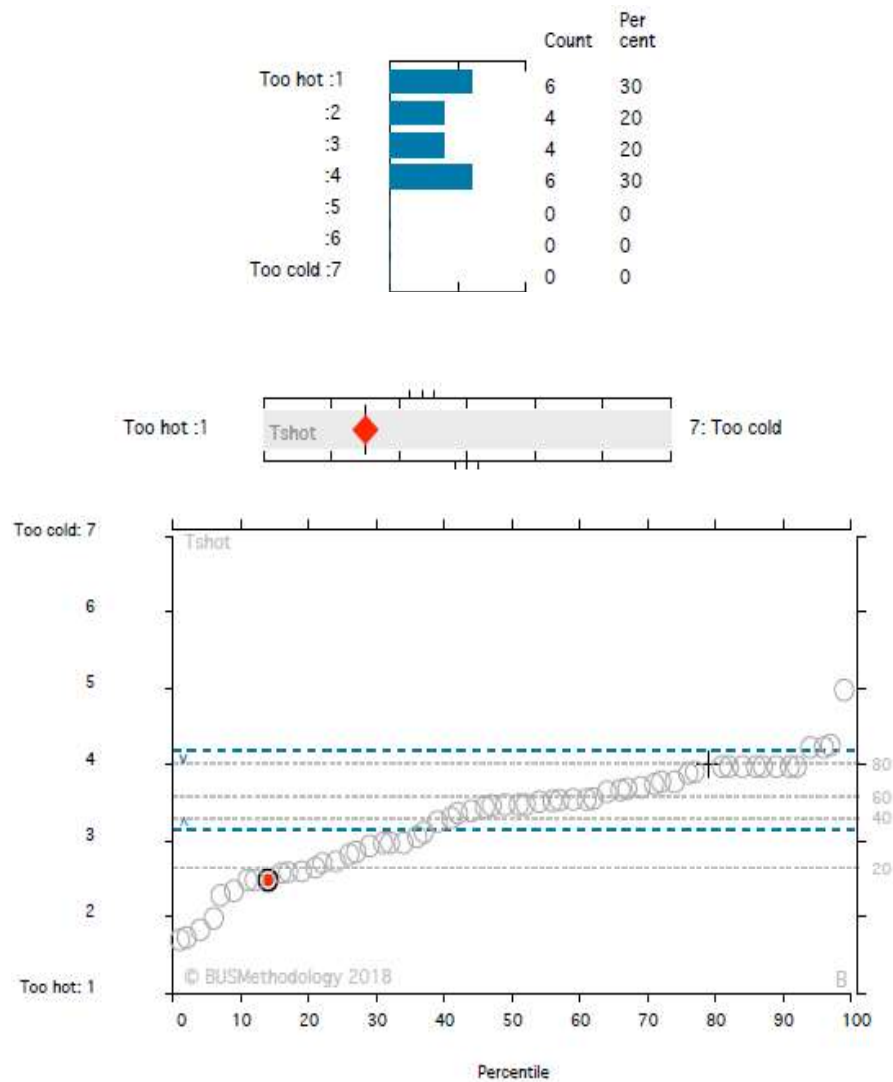 Count Per cent
Too hot :1 6 30
:2 4 20
:3 4 20
:4 6 30
:5 0 0
:6 0 0
Too cold :7 0 0
Too hot :1 Tshot 7: Too cold
Too cold: 7
Tshot
6
5
4
80
60
40
3
20
2
© BUSMethodology 2018 B
Too hot: 1
0 10 20 30 40 50 60 70 80 90 100
Percentile